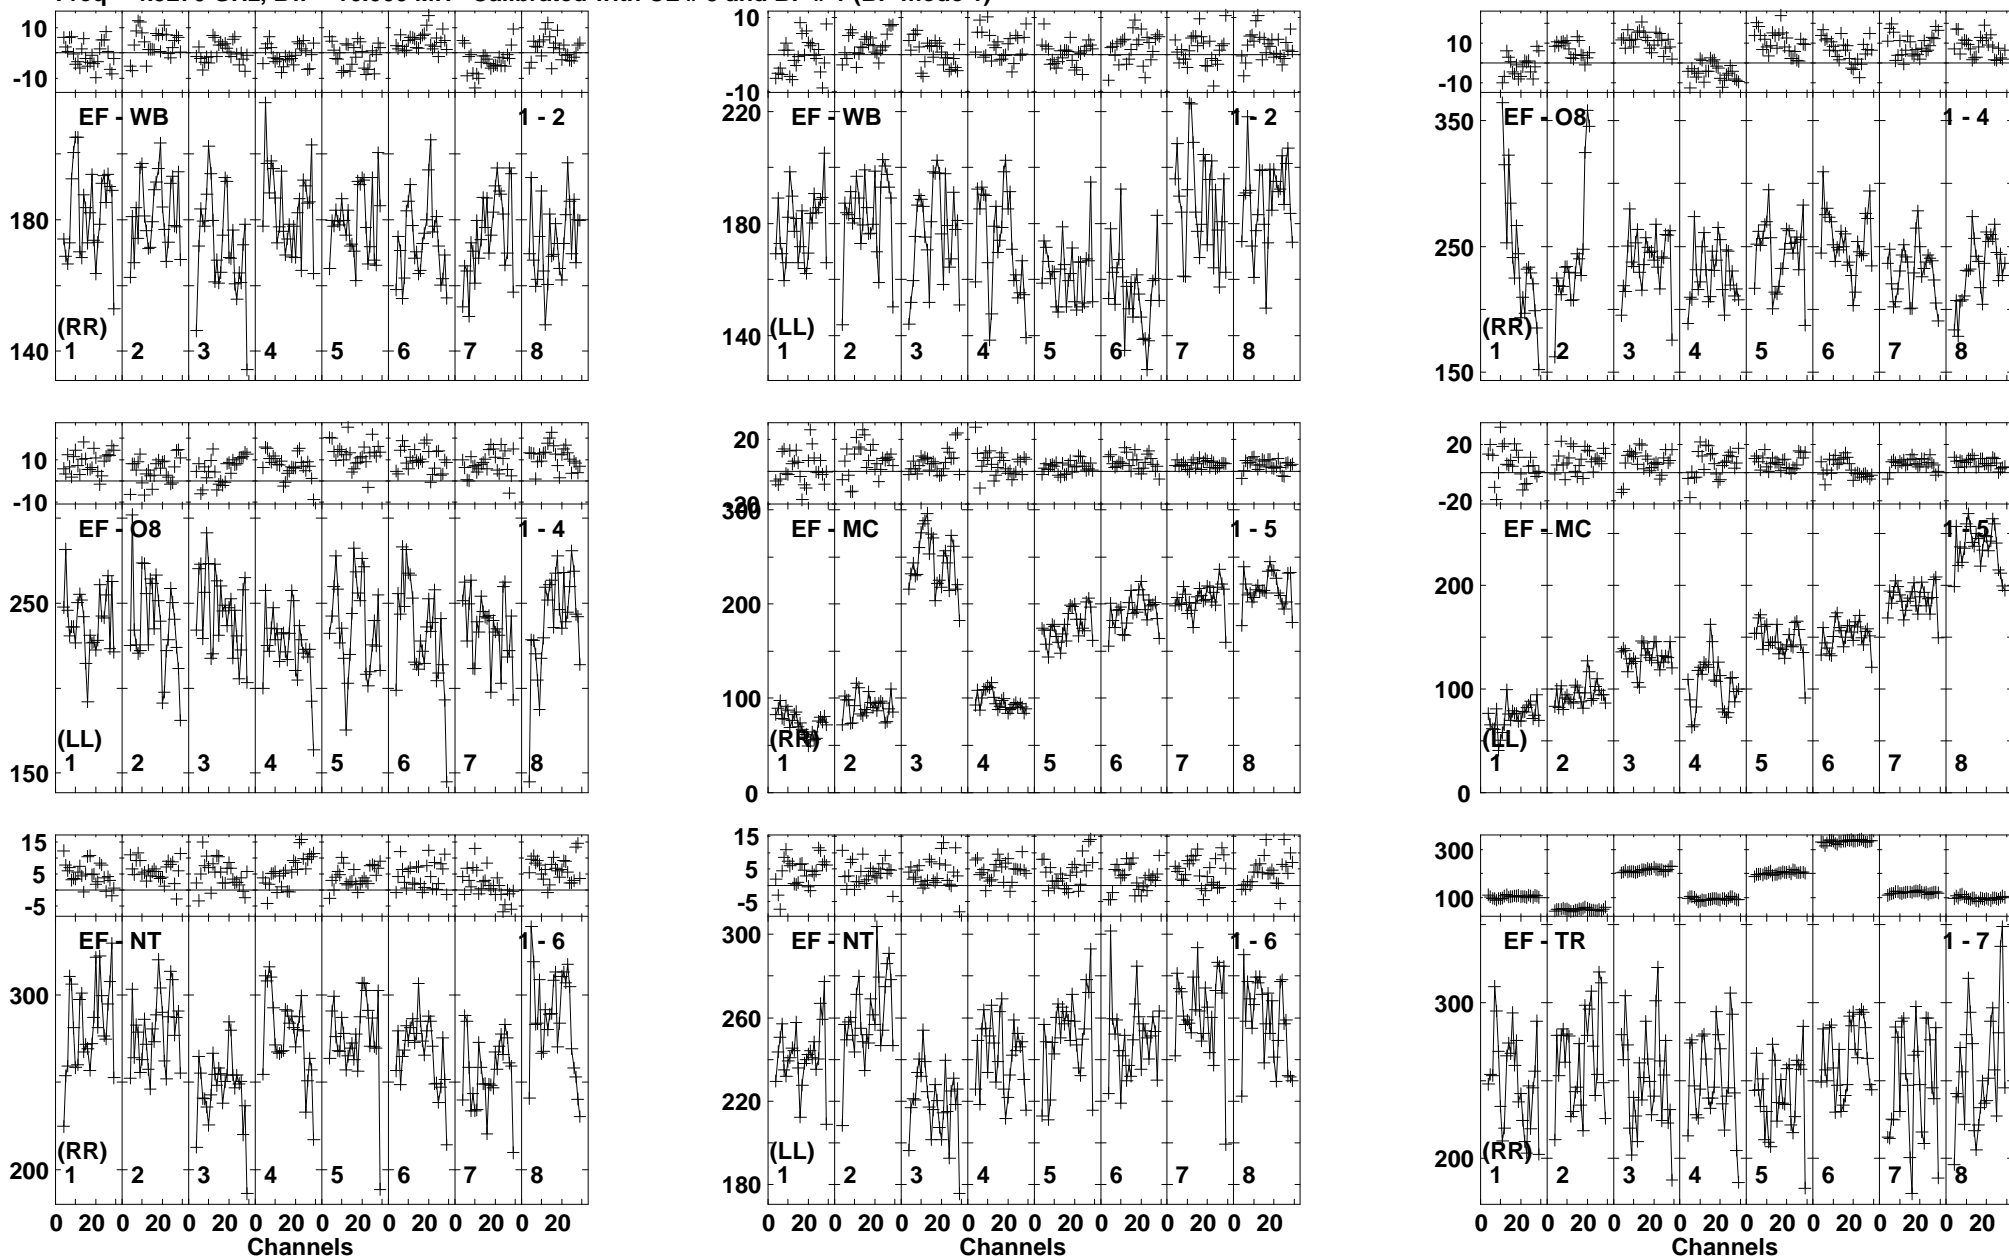 10 10 10
-10 -10 -10
EF - WB 1 - 2 220 EF - WB 1 - 2 350 EF - O8 1 - 4
180 180 250
140 (RR) 1 2 3 4 5 6 7 8
140 (LL) 1 2 3 4 5 6 7 8
150 (RR) 1 2 3 4 5 6 7 8
10 20 20
-10 -20
EF - O8 1 - 4 300 EF - MC 1 - 5 EF - MC 1 - 5
250 200 200
100 100
150 (LL) 1 2 3 4 5 6 7 8
0 (RR) 1 2 3 4 5 6 7 8
0 (LL) 1 2 3 4 5 6 7 8
15 15 300
5 5
-5 -5 100
EF - NT 1 - 6 300 EF - NT 1 - 6 EF - TR 1 - 7
300 260 300
220
200 (RR) 1 2 3 4 5 6 7 8
180 (LL) 1 2 3 4 5 6 7 8
200 (RR) 1 2 3 4 5 6 7 8
0 20 0 20 0 20 0 20 0 20 0 20 0 20 0 20
0 20 0 20 0 20 0 20 0 20 0 20 0 20 0 20
0 20 0 20 0 20 0 20 0 20 0 20 0 20 0 20
Channels Channels Channels